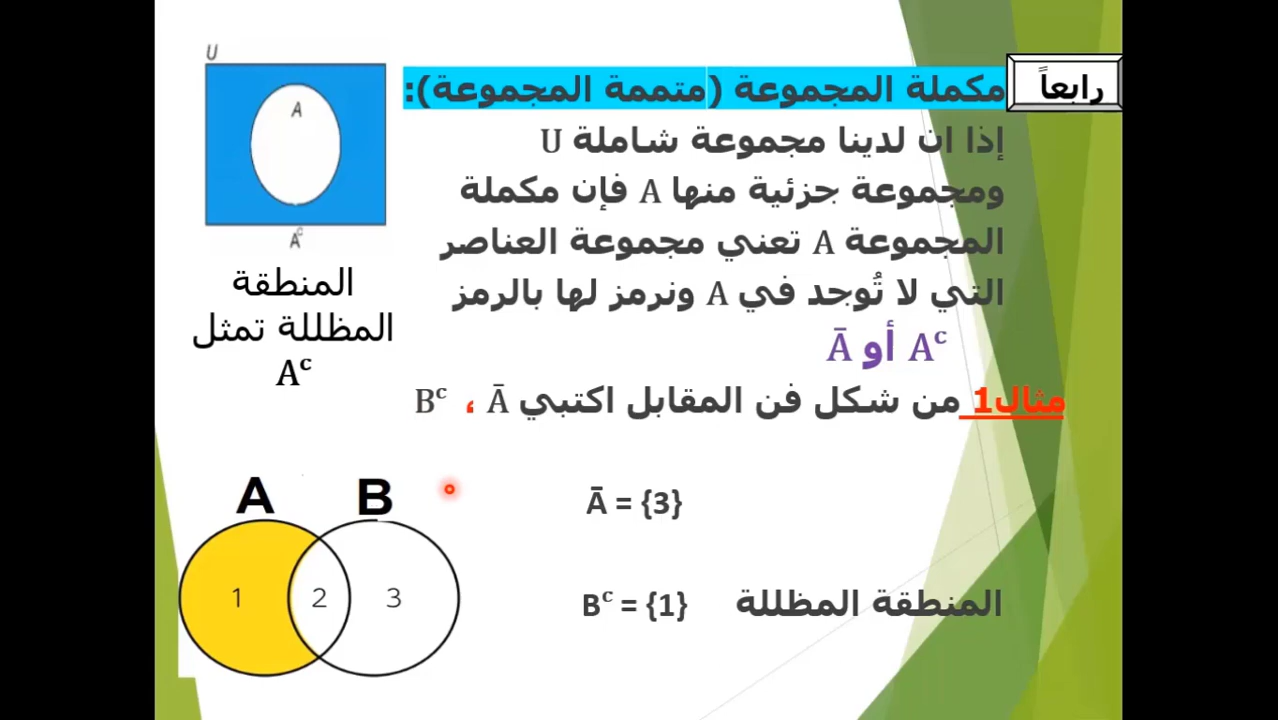 رابعاً
مكملة المجموعة (متممة المجموعة):
إذا ان لدينا مجموعة شاملة U
ومجموعة جزئية منها A فإن مكملة
المجموعة A تعني مجموعة العناصر
التي لا تُوجد في A ونرمز لها بالرمز
Aᶜ أو Ā
U
A
Aᶜ
المنطقة
المظللة تمثل
Aᶜ
مثال1 من شكل فن المقابل اكتبي Ā ، Bᶜ
Ā = {3}
المنطقة المظللة Bᶜ = {1}
A B
1 2 3